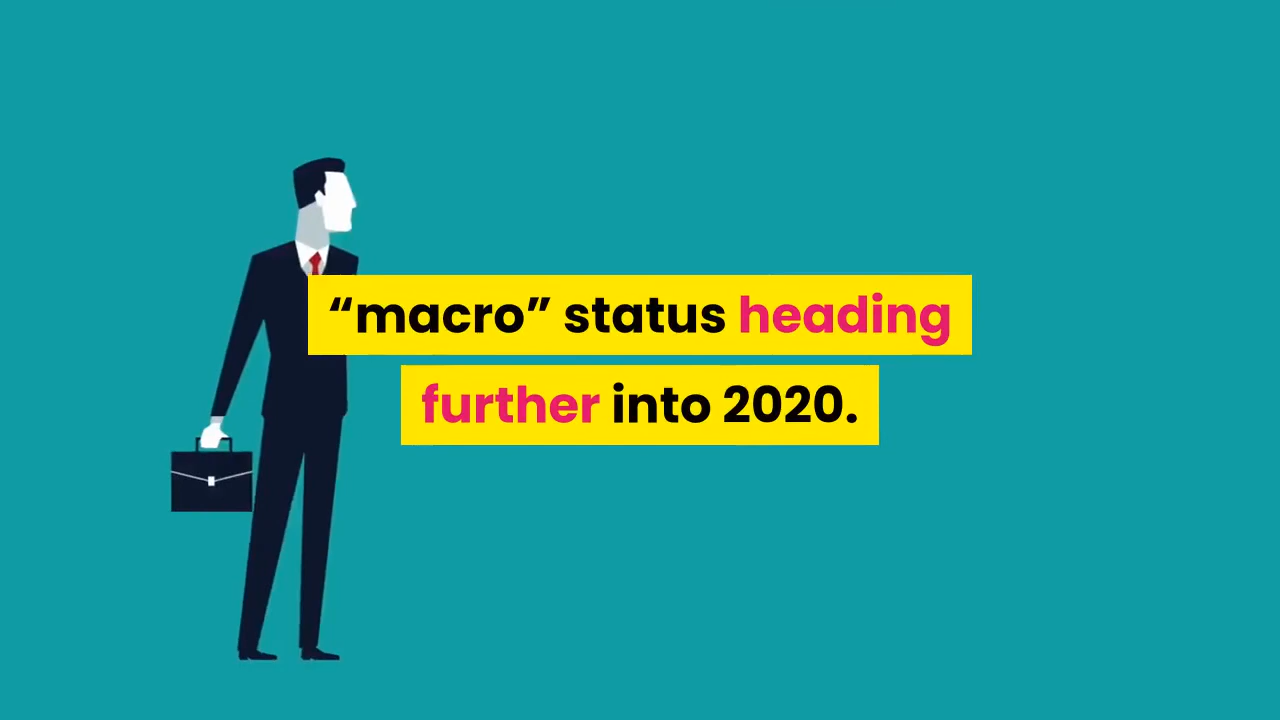 “macro” status heading
further into 2020.